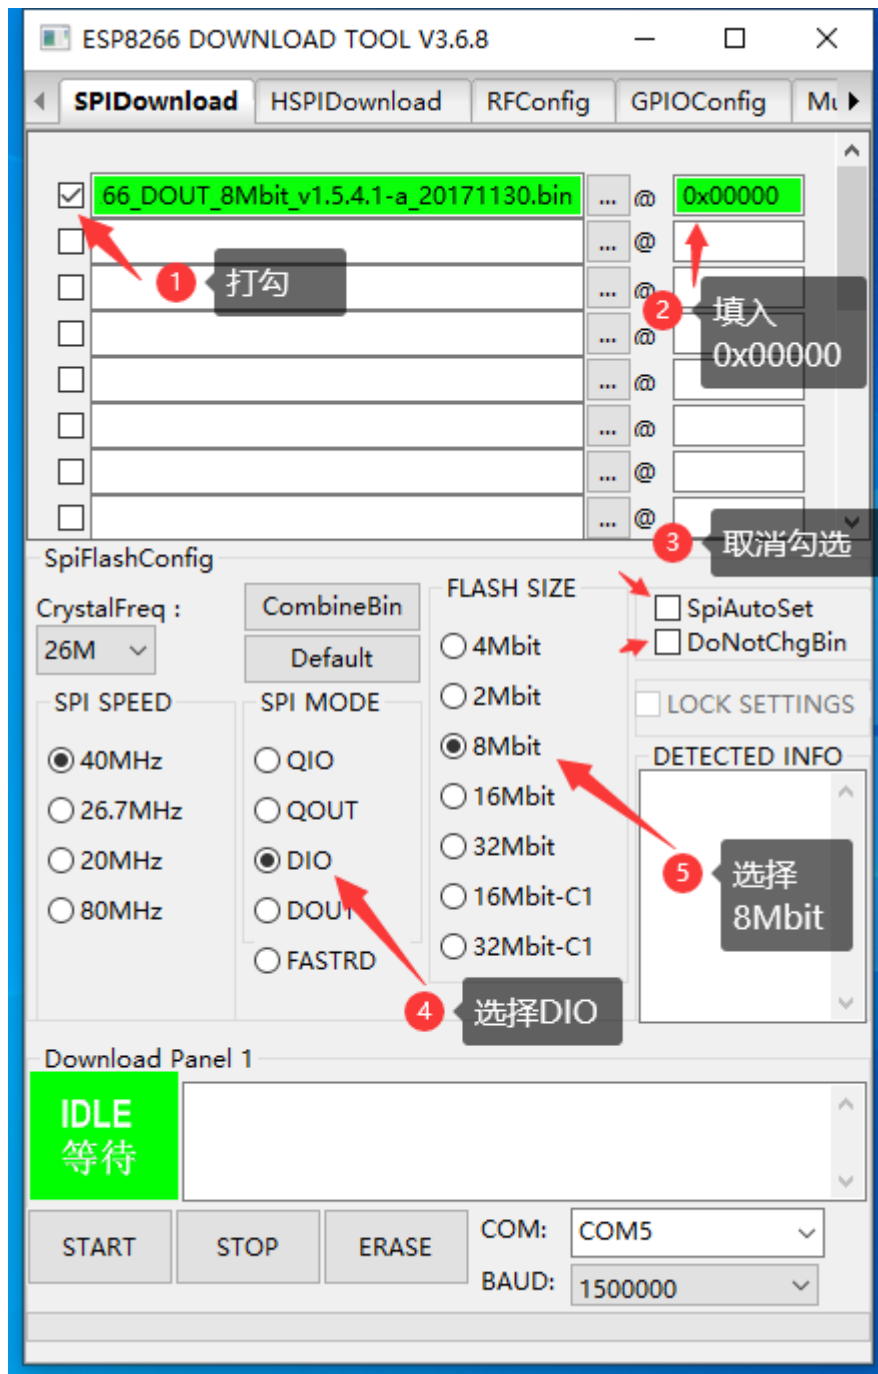 ESP8266 DOWNLOAD TOOL V3.6.8
SPIDownload HSPIDownload RFConfig GPIOConfig
66_DOUT_8Mbit_v1.5.4.1-a_20171130.bin ... @ 0x00000
... @
1 打勾
... @
2 填入
0x00000
... @
... @
... @
... @
... @
3 取消勾选
SpiFlashConfig
CrystalFreq :
26M
CombineBin
Default
SPI SPEED
40MHz
26.7MHz
20MHz
80MHz
SPI MODE
QIO
QOUT
DIO
DOUT
FASTRD
4 选择DIO
FLASH SIZE
4Mbit
2Mbit
8Mbit
16Mbit
32Mbit
16Mbit-C1
32Mbit-C1
SpiAutoSet
DoNotChgBin
LOCK SETTINGS
DETECTED INFO
5 选择
8Mbit
Download Panel 1
IDLE
等待
START STOP ERASE
COM: COM5
BAUD: 1500000